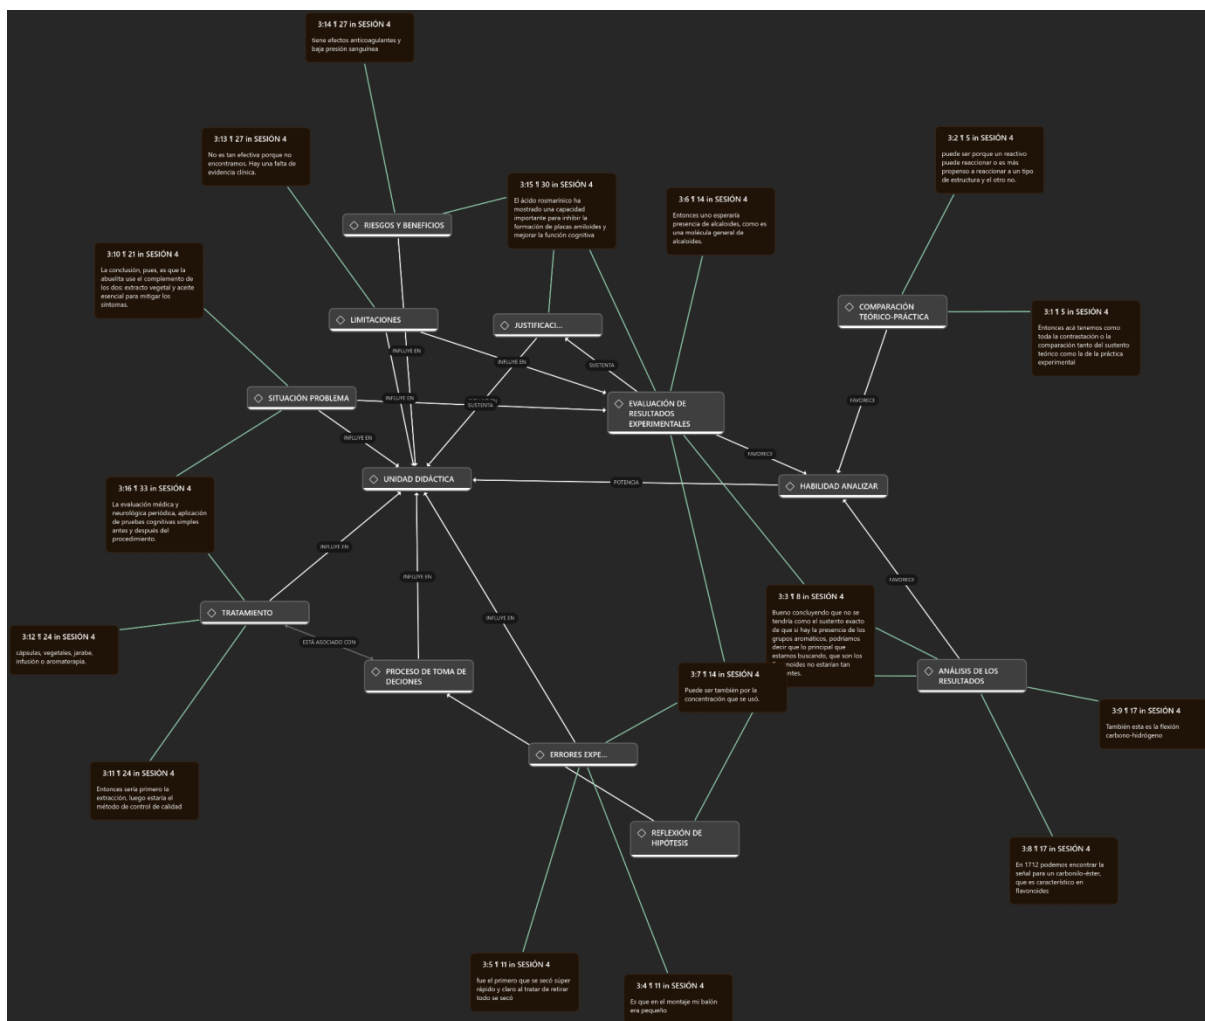 3:14 ¶ 27 in SESIÓN 4
tiene efectos anticoagulantes y
baja presión sanguínea
3:13 ¶ 27 in SESIÓN 4
No es tan efectiva porque no
encontramos. Hay una falta de
evidencia clínica.
3:2 ¶ 5 in SESIÓN 4
puede ser porque un reactivo
puede reaccionar o es más
propenso a reaccionar a un tipo
de estructura y el otro no.
3:15 ¶ 30 in SESIÓN 4
El ácido rosmarínico ha
mostrado una capacidad
importante para inhibir la
formación de placas amiloides y
mejorar la función cognitiva
3:6 ¶ 14 in SESIÓN 4
Entonces uno esperaría
presencia de alcaloides, como es
una molécula general de
alcaloides.
RIESGOS Y BENEFICIOS
3:10 ¶ 21 in SESIÓN 4
La conclusión, pues, es que la
abuelita use el complemento de
los dos: extracto vegetal y aceite
esencial para mitigar los
síntomas.
LIMITACIONES
JUSTIFICACI...
COMPARACIÓN
TEÓRICO-PRÁCTICA
3:1 ¶ 5 in SESIÓN 4
Entonces acá tenemos como
toda la contrastación o la
comparación tanto del sustento
teórico como la de la práctica
experimental
INFLUYE EN
INFLUYE EN
SUSTENTA
SITUACIÓN PROBLEMA
INFLUYE EN
SUSTENTA
EVALUACIÓN DE
RESULTADOS
EXPERIMENTALES
FAVORECE
INFLUYE EN
FAVORECE
UNIDAD DIDÁCTICA
POTENCIA
HABILIDAD ANALIZAR
3:16 ¶ 33 in SESIÓN 4
La evaluación médica y
neurológica periódica, aplicación
de pruebas cognitivas simples
antes y después del
procedimiento.
INFLUYE EN
INFLUYE EN
FAVORECE
TRATAMIENTO
INFLUYE EN
3:3 ¶ 8 in SESIÓN 4
Bueno concluyendo que no se
tendría como el sustento exacto
de que si hay la presencia de los
grupos aromáticos, podríamos
decir que lo principal que
estamos buscando, que son los
no estarían tan
3:12 ¶ 24 in SESIÓN 4
cápsulas, vegetales, jarabe,
infusión o aromaterapia.
ESTÁ ASOCIADO CON
PROCESO DE TOMA DE
DECIONES
3:7 ¶ 14 in SESIÓN 4
Puede ser también por la
concentración que se usó.
ANÁLISIS DE LOS
RESULTADOS
3:9 ¶ 17 in SESIÓN 4
También esta es la flexión
carbono-hidrógeno
ERRORES EXPE...
3:11 ¶ 24 in SESIÓN 4
Entonces sería primero la
extracción, luego estaría el
método de control de calidad
REFLEXIÓN DE
HIPÓTESIS
3:8 ¶ 17 in SESIÓN 4
En 1712 podemos encontrar la
señal para un carbonilo-éster,
que es característico en
flavonoides
3:5 ¶ 11 in SESIÓN 4
fue el primero que se secó súper
rápido y claro al tratar de retirar
todo se secó
3:4 ¶ 11 in SESIÓN 4
Es que en el montaje mi balón
era pequeño